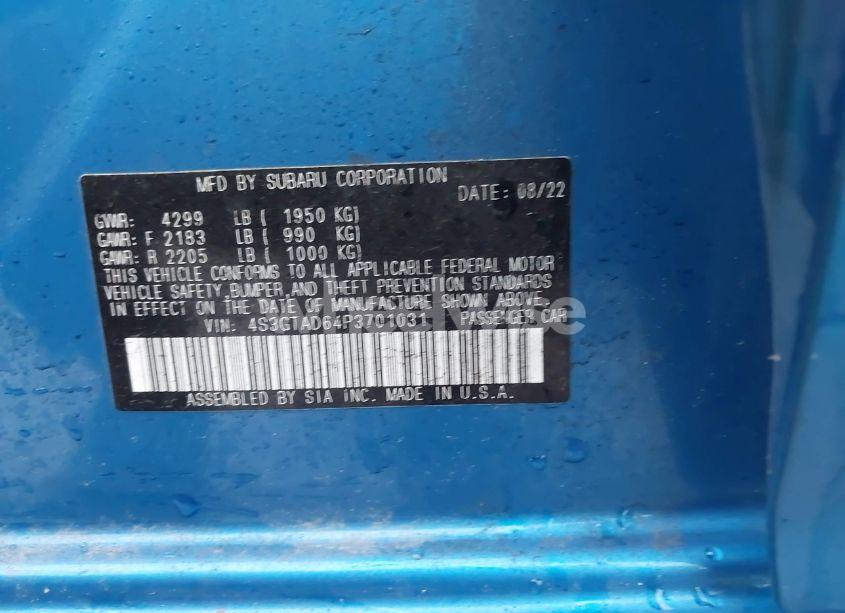 MFD BY SUBARU CORPORATION
DATE: 08/22
GVWR: 4299 LB ( 1950 KG)
GAWR: F 2183 LB ( 990 KG)
GAWR: R 2205 LB ( 1000 KG)
THIS VEHICLE CONFORMS TO ALL APPLICABLE FEDERAL MOTOR
VEHICLE SAFETY, BUMPER, AND THEFT PREVENTION STANDARDS
IN EFFECT ON THE DATE OF MANUFACTURE SHOWN ABOVE.
VIN: 4S3GTAD64P3701031 PASSENGER CAR
ASSEMBLED BY SIA INC. MADE IN U.S.A.